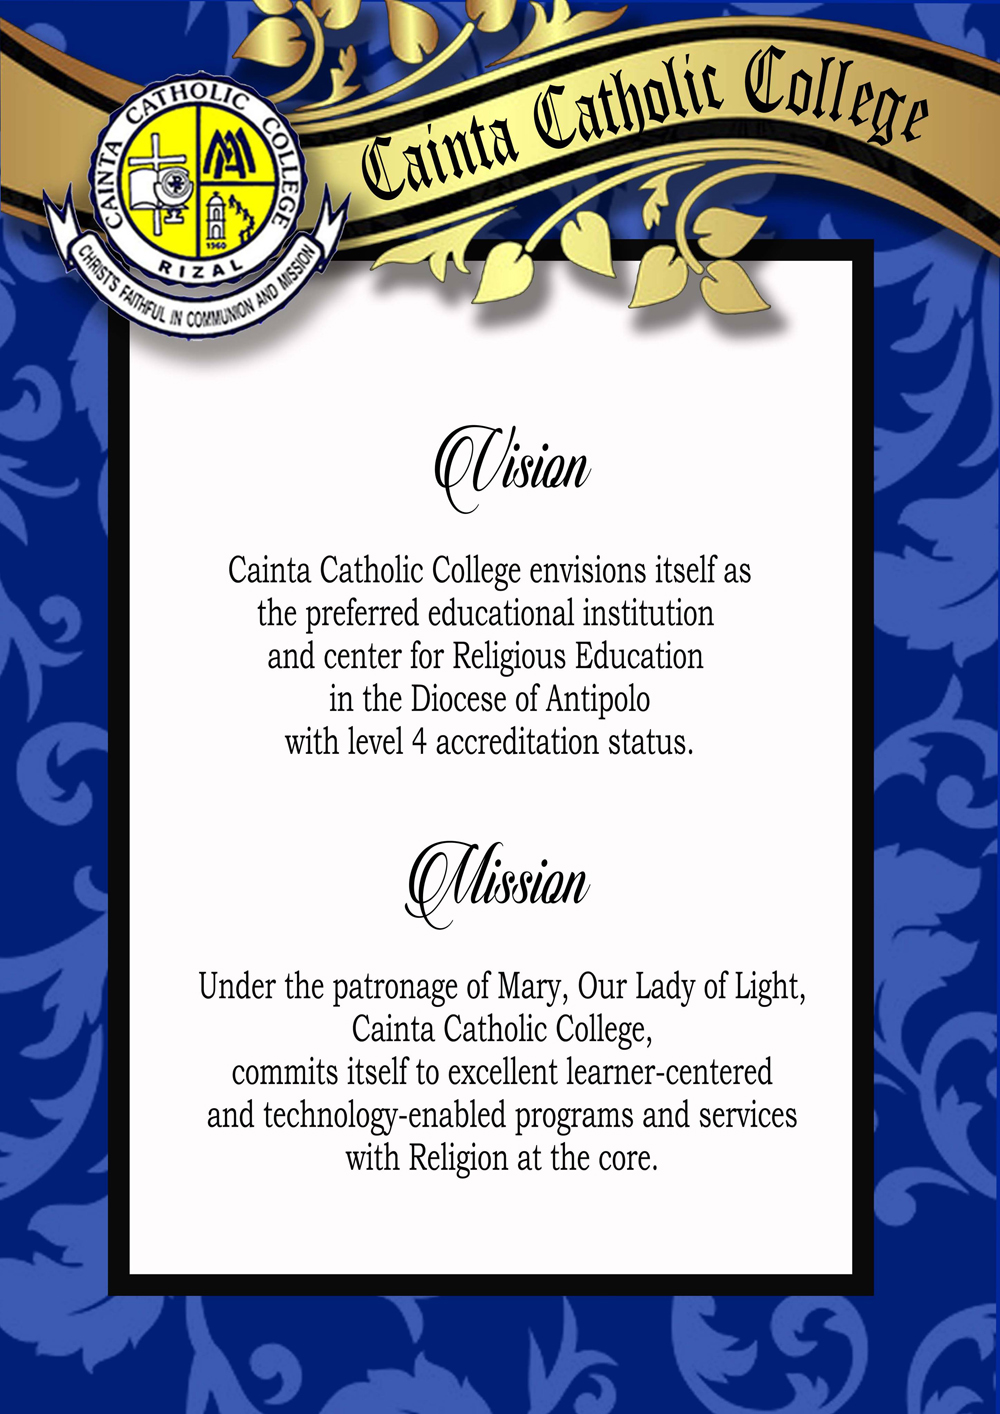 Cainta Catholic College
CAINTA CATHOLIC COLLEGE
1960
RIZAL
CHRIST'S FAITHFUL IN COMMUNION AND MISSION
Vision
Cainta Catholic College envisions itself as
the preferred educational institution
and center for Religious Education
in the Diocese of Antipolo
with level 4 accreditation status.
Mission
Under the patronage of Mary, Our Lady of Light,
Cainta Catholic College,
commits itself to excellent learner-centered
and technology-enabled programs and services
with Religion at the core.